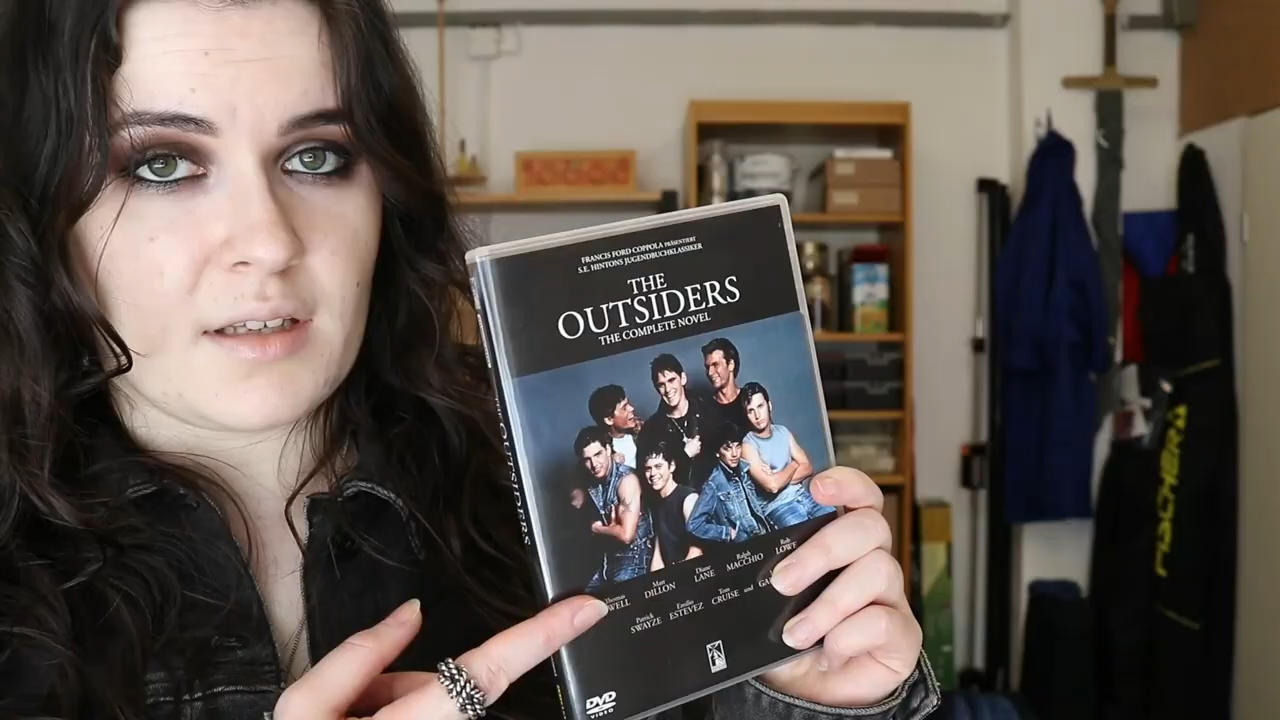 FRANCIS FORD COPPOLA PRÄSENTIERT
S.E. HINTONS JUGENDBUCHKLASSIKER
THE
OUTSIDERS
THE COMPLETE NOVEL
Matt DILLON
Diane LANE
Ralph MACCHIO
Rob LOWE
Patrick SWAYZE
Emilio ESTEVEZ
Tom CRUISE
and
DVD
VIDEO
THE OUTSIDERS
FISCHER